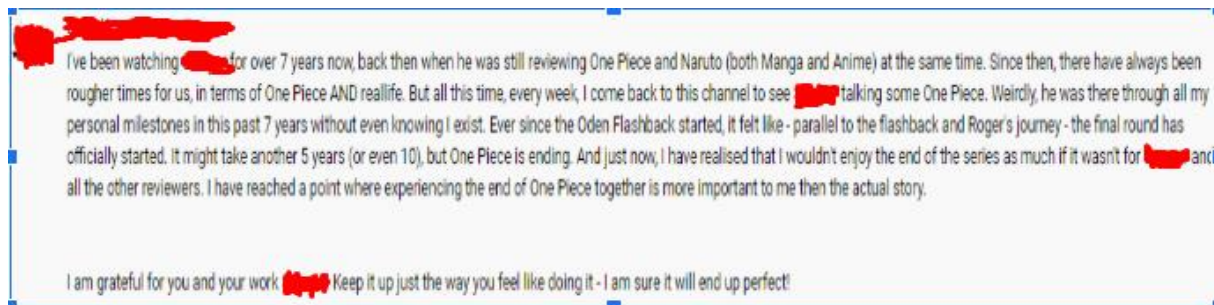 I've been watching for over 7 years now, back then when he was still reviewing One Piece and Naruto (both Manga and Anime) at the same time. Since then, there have always been
rougher times for us, in terms of One Piece AND reallife. But all this time, every week, I come back to this channel to see talking some One Piece. Weirdly, he was there through all my
personal milestones in this past 7 years without even knowing I exist. Ever since the Oden Flashback started, it felt like - parallel to the flashback and Roger's journey - the final round has
officially started. It might take another 5 years (or even 10), but One Piece is ending. And just now, I have realised that I wouldn't enjoy the end of the series as much if it wasn't for and
all the other reviewers. I have reached a point where experiencing the end of One Piece together is more important to me then the actual story.
I am grateful for you and your work Keep it up just the way you feel like doing it - I am sure it will end up perfect!